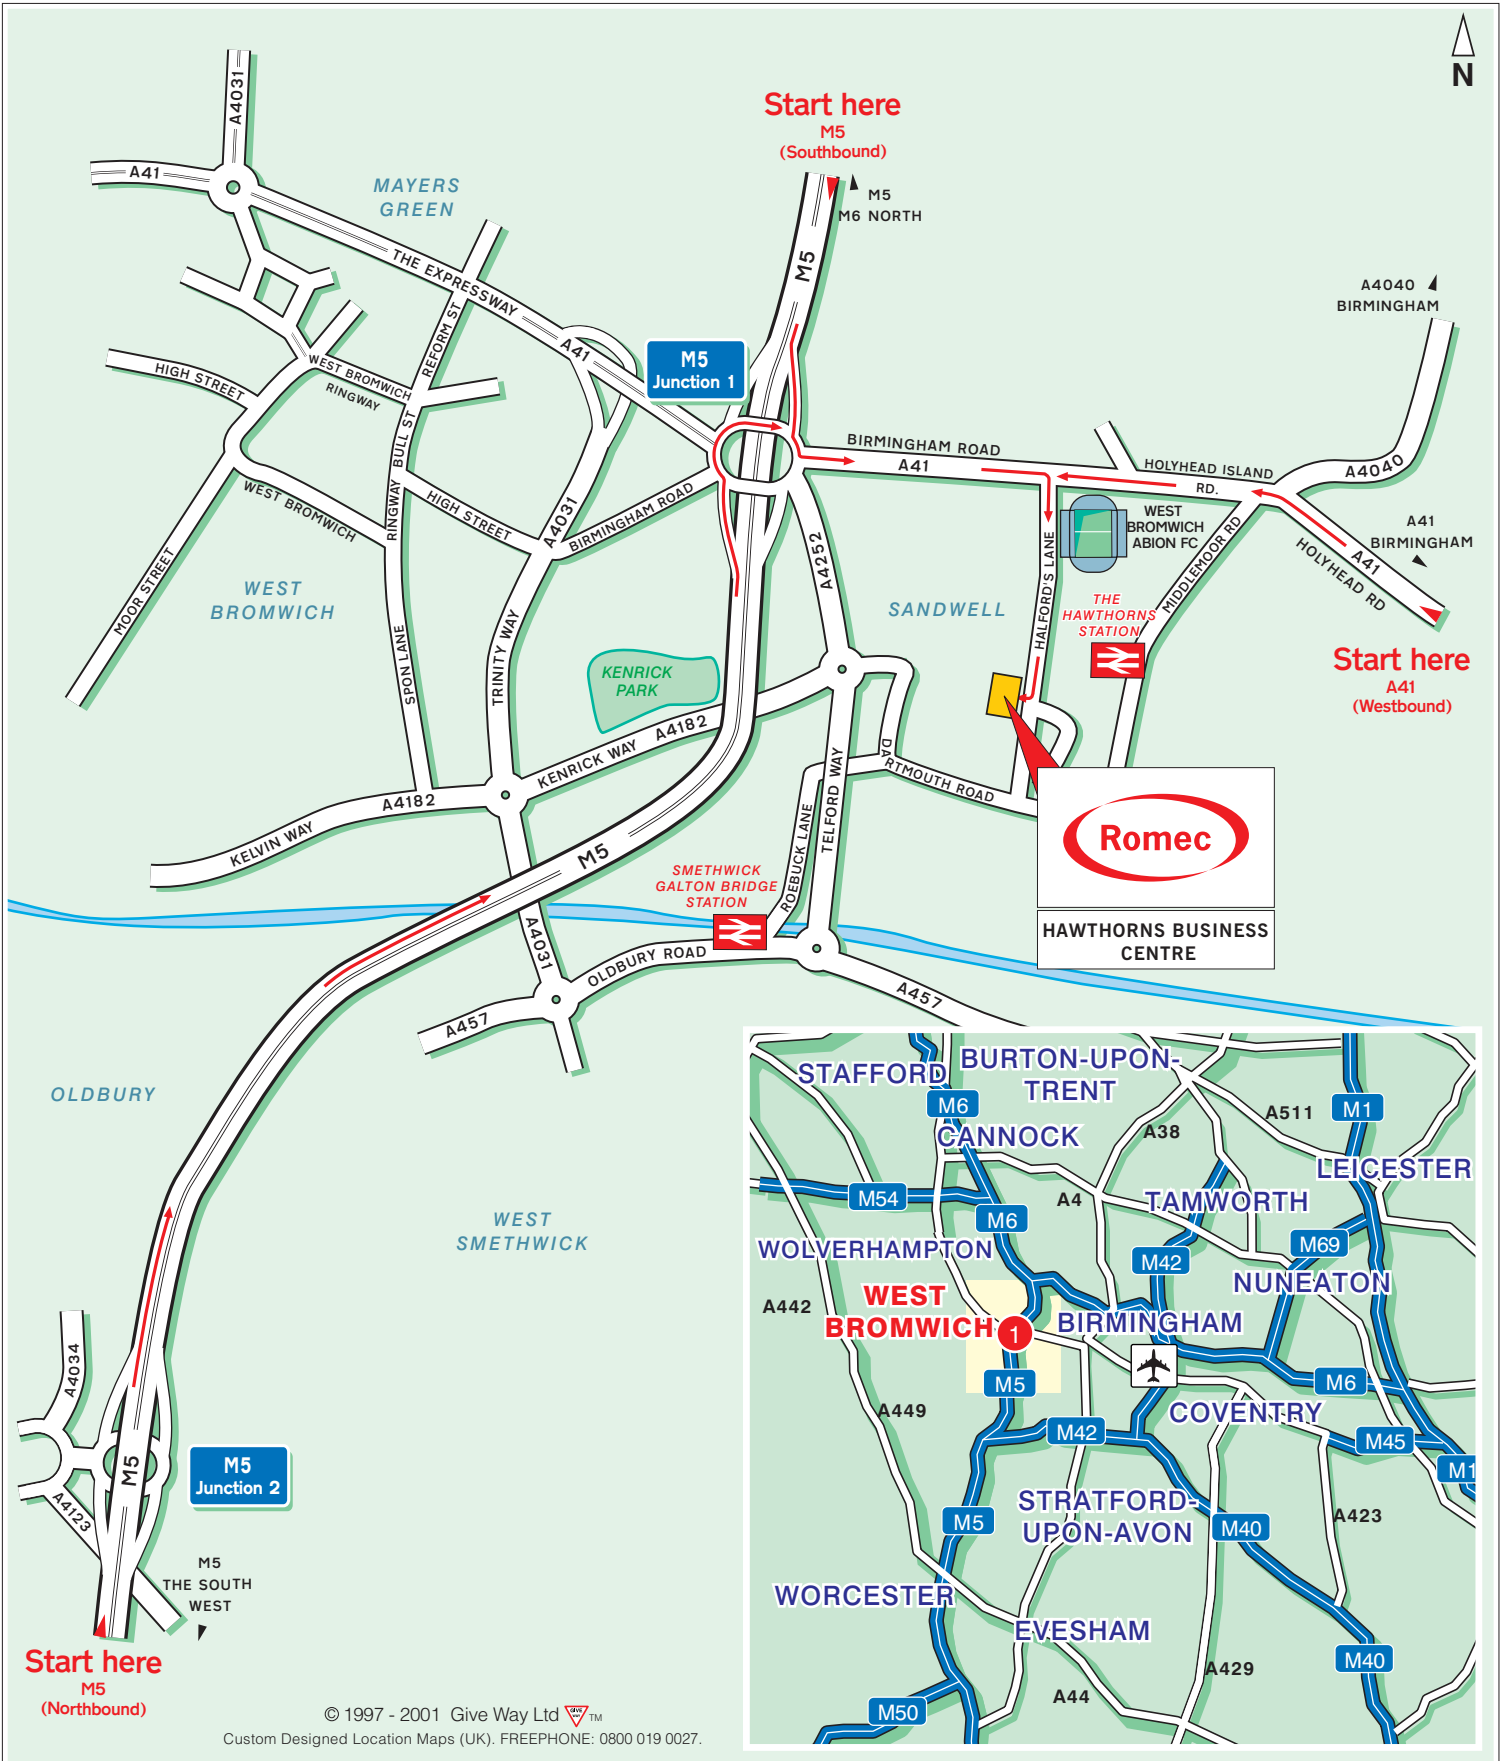 N
Start here
M5
(Southbound)
M5
M6 NORTH
A4031
A41
MAYERS
GREEN
THE EXPRESSWAY
A41
M5
M5
Junction 1
A4040
BIRMINGHAM
REFORM ST
HIGH STREET
WEST BROMWICH
RINGWAY
BULL ST
RINGWAY
BIRMINGHAM ROAD
A41
HOLYHEAD ISLAND
RD.
A4040
WEST BROMWICH
HIGH STREET
A4031
BIRMINGHAM ROAD
A4252
HALFORD'S LANE
WEST
BROMWICH
ABION FC
MIDDLEMOOR RD
A41
BIRMINGHAM
A41
HOLYHEAD RD
MOOR STREET
WEST
BROMWICH
SANDWELL
THE
HAWTHORNS
STATION
SPON LANE
TRINITY WAY
KENRICK
PARK
Start here
A41
(Westbound)
KENRICK WAY
A4182
DARTMOUTH ROAD
A4182
KELVIN WAY
TELFORD WAY
ROEBUCK LANE
M5
Romec
SMETHWICK
GALTON BRIDGE
STATION
HAWTHORNS BUSINESS
CENTRE
A4031
OLDBURY ROAD
A457
A457
OLDBURY
WEST
SMETHWICK
A4034
M5
M5
Junction 2
A4123
M5
THE SOUTH
WEST
Start here
M5
(Northbound)
© 1997 - 2001 Give Way Ltd GIVE WAY TM
Custom Designed Location Maps (UK). FREEPHONE: 0800 019 0027.
STAFFORD
BURTON-UPON-
TRENT
M6
CANNOCK
A38
A511
M1
LEICESTER
M54
M6
A4
TAMWORTH
WOLVERHAMPTON
M42
M69
NUNEATON
A442
WEST
BROMWICH
1
BIRMINGHAM
M5
M6
A449
COVENTRY
M42
M45
M1
STRATFORD-
UPON-AVON
M5
M40
A423
WORCESTER
EVESHAM
A429
M40
A44
M50